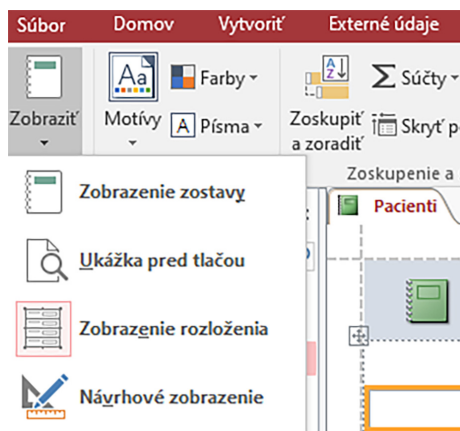 Súbor Domov Vytvoriť Externé údaje
Zobraziť
Aa
Motívy
Farby
A Písma
Zoskupiť
a zoradiť
A
Z
Σ Súčty
Skryť
Zoskupenie a
Zobrazenie zostavy
Ukážka pred tlačou
Zobrazenie rozloženia
Návrhové zobrazenie
Pacienti